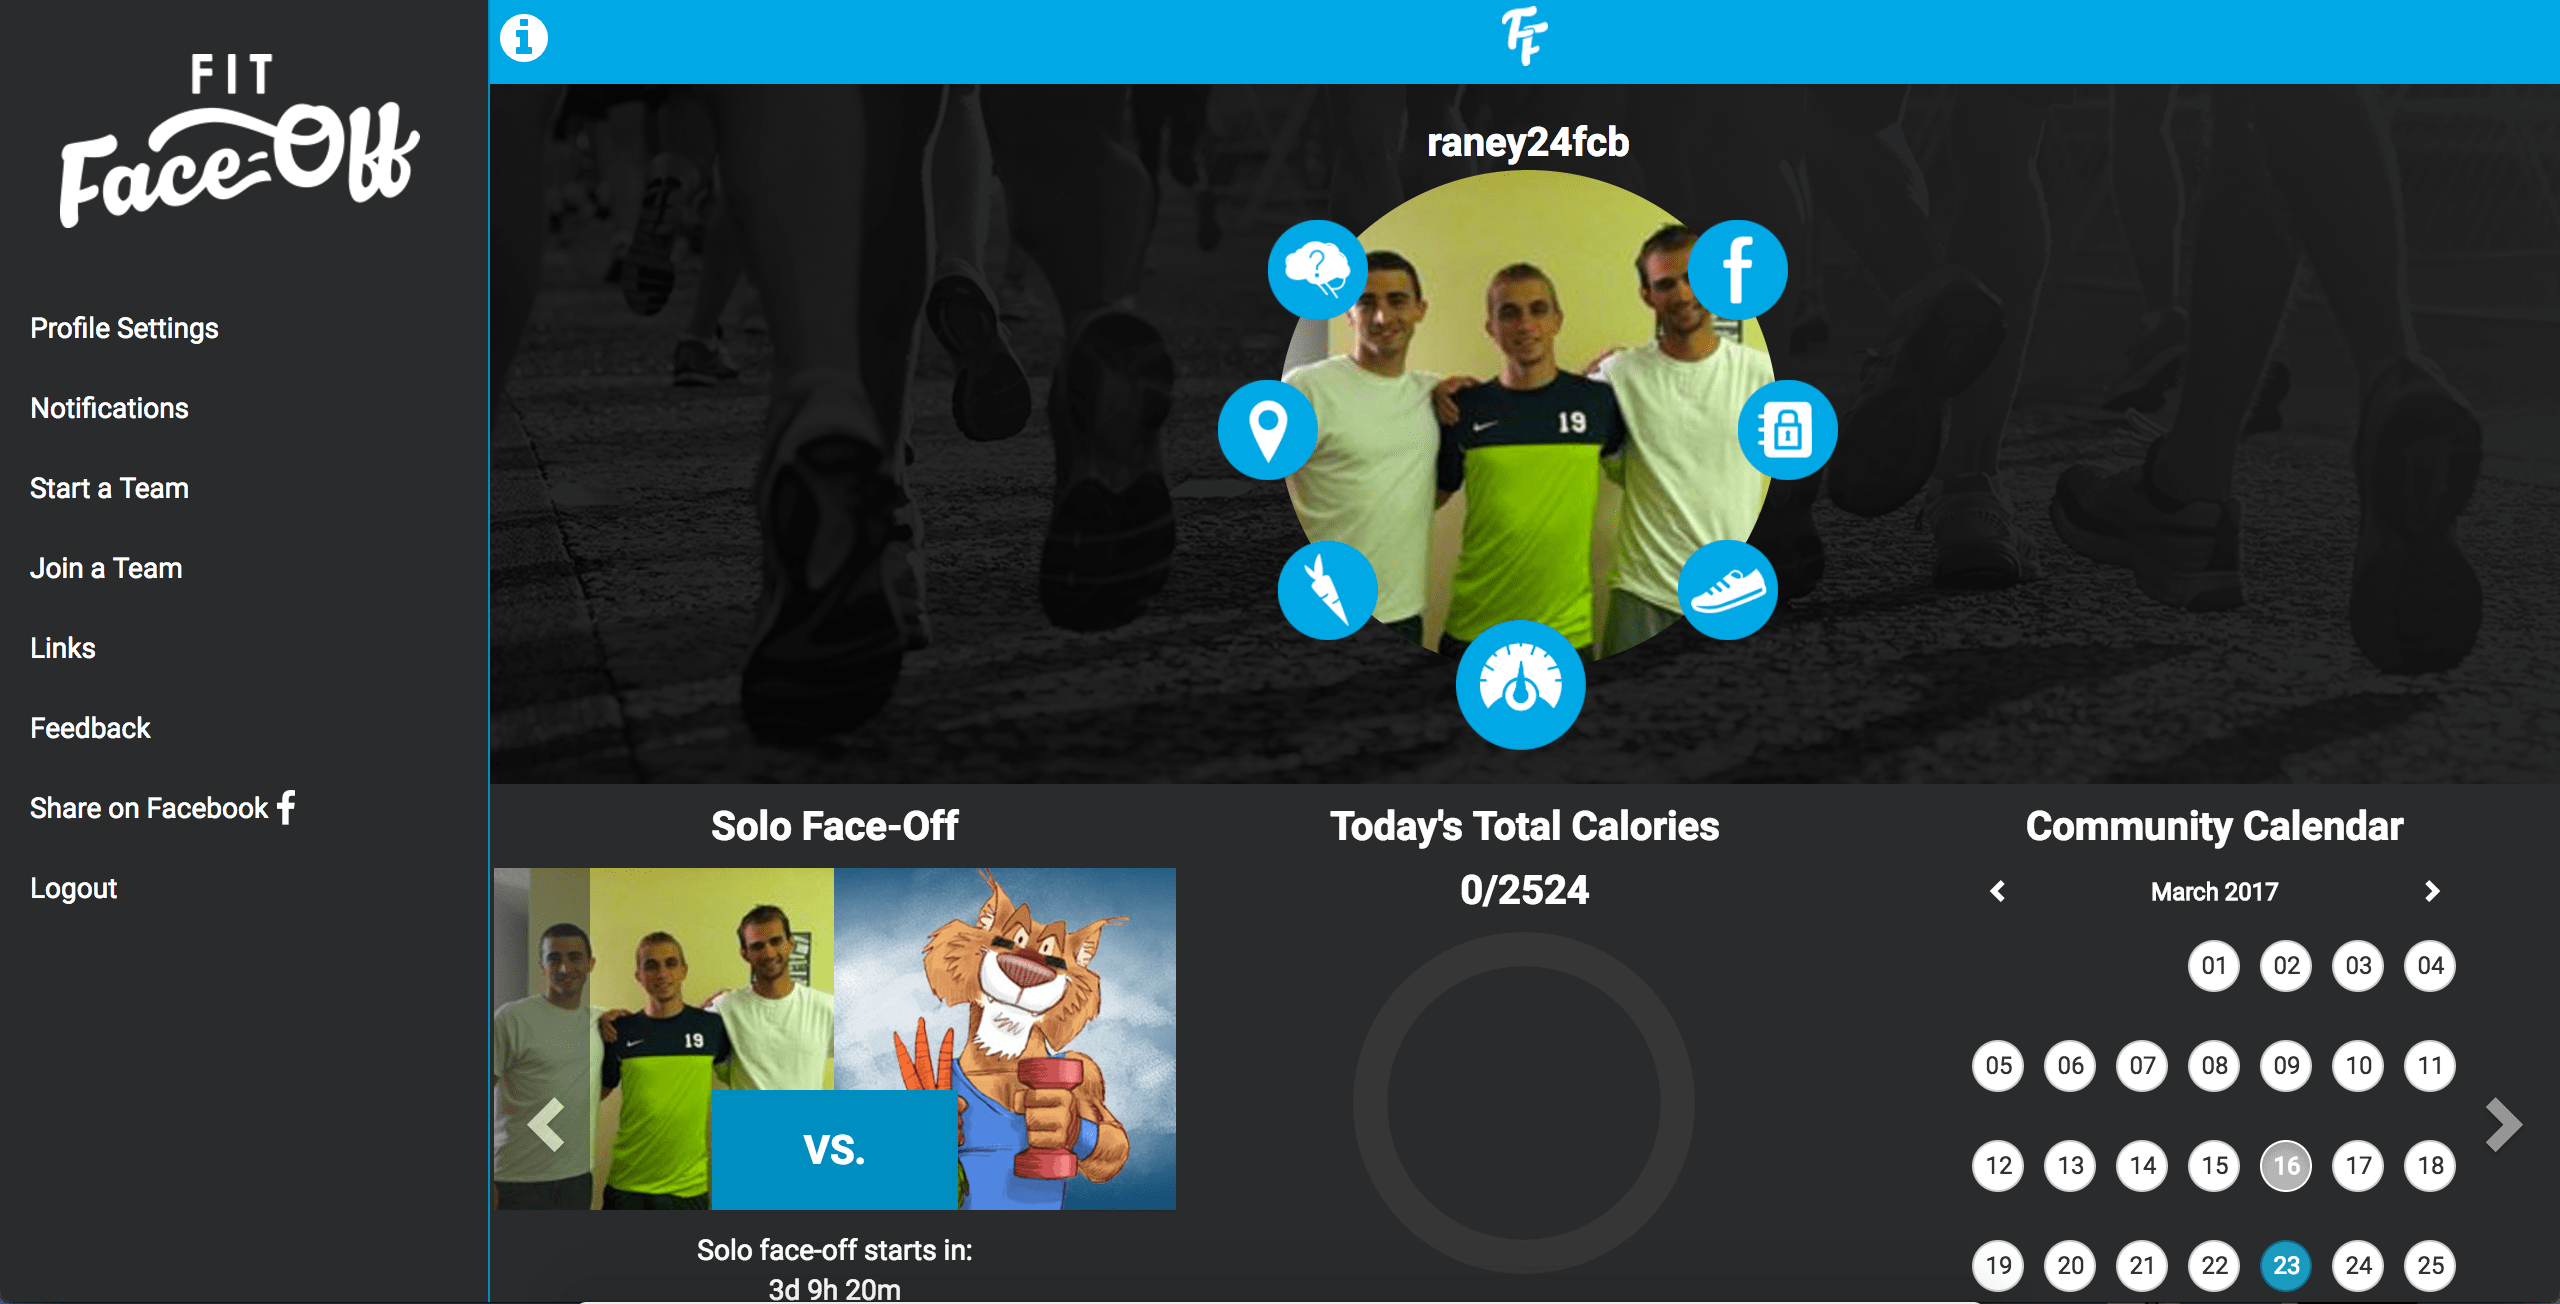 FIT
Face-Off
Profile Settings
Notifications
Start a Team
Join a Team
Links
Feedback
Share on Facebook f
Logout
i
FF
raney24fcb
?
f
19
Solo Face-Off
19
VS.
Solo face-off starts in:
3d 9h 20m
Today's Total Calories
0/2524
Community Calendar
March 2017
01 02 03 04
05 06 07 08 09 10 11
12 13 14 15 16 17 18
19 20 21 22 23 24 25